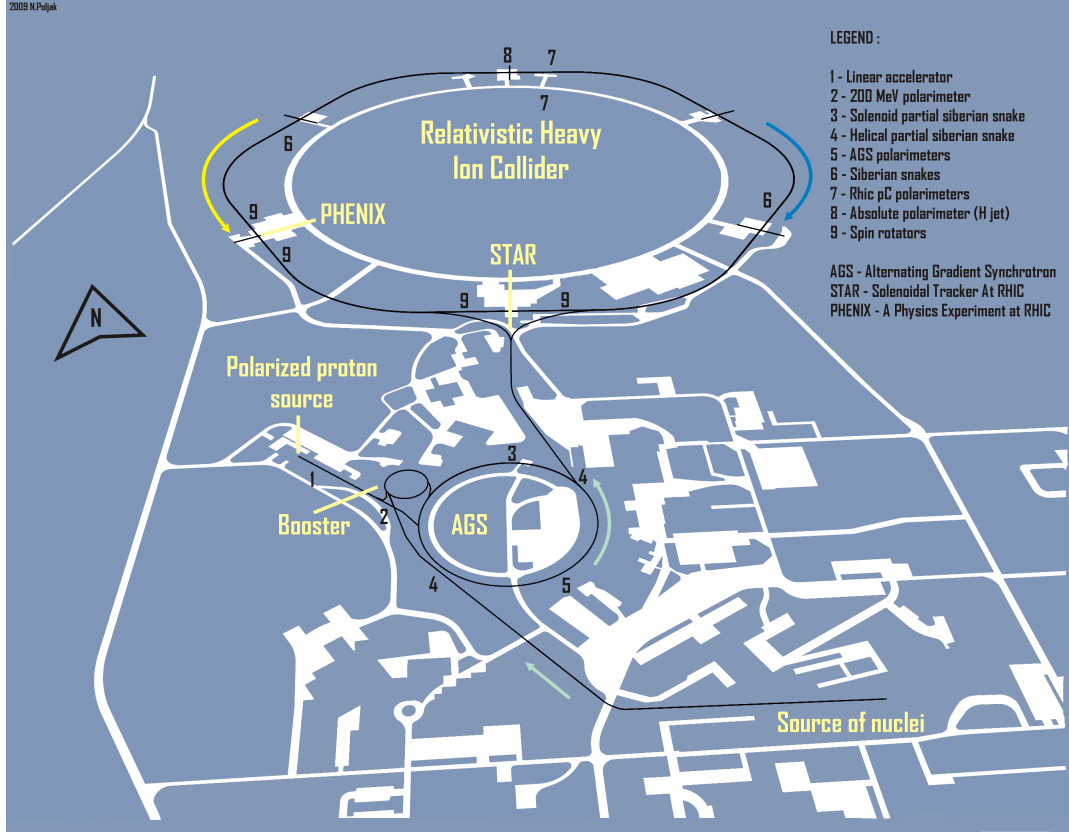 2009 N.Poljak
LEGEND :
1 - Linear accelerator
2 - 200 MeV polarimeter
3 - Solenoid partial siberian snake
4 - Helical partial siberian snake
5 - AGS polarimeters
6 - Siberian snakes
7 - Rhic pC polarimeters
8 - Absolute polarimeter (H jet)
9 - Spin rotators
AGS - Alternating Gradient Synchrotron
STAR - Solenoidal Tracker At RHIC
PHENIX - A Physics Experiment at RHIC
8
7
7
Relativistic Heavy
Ion Collider
6
6
9
PHENIX
9
STAR
9
9
N
Polarized proton
source
1
2
Booster
3
4
AGS
4
5
Source of nuclei